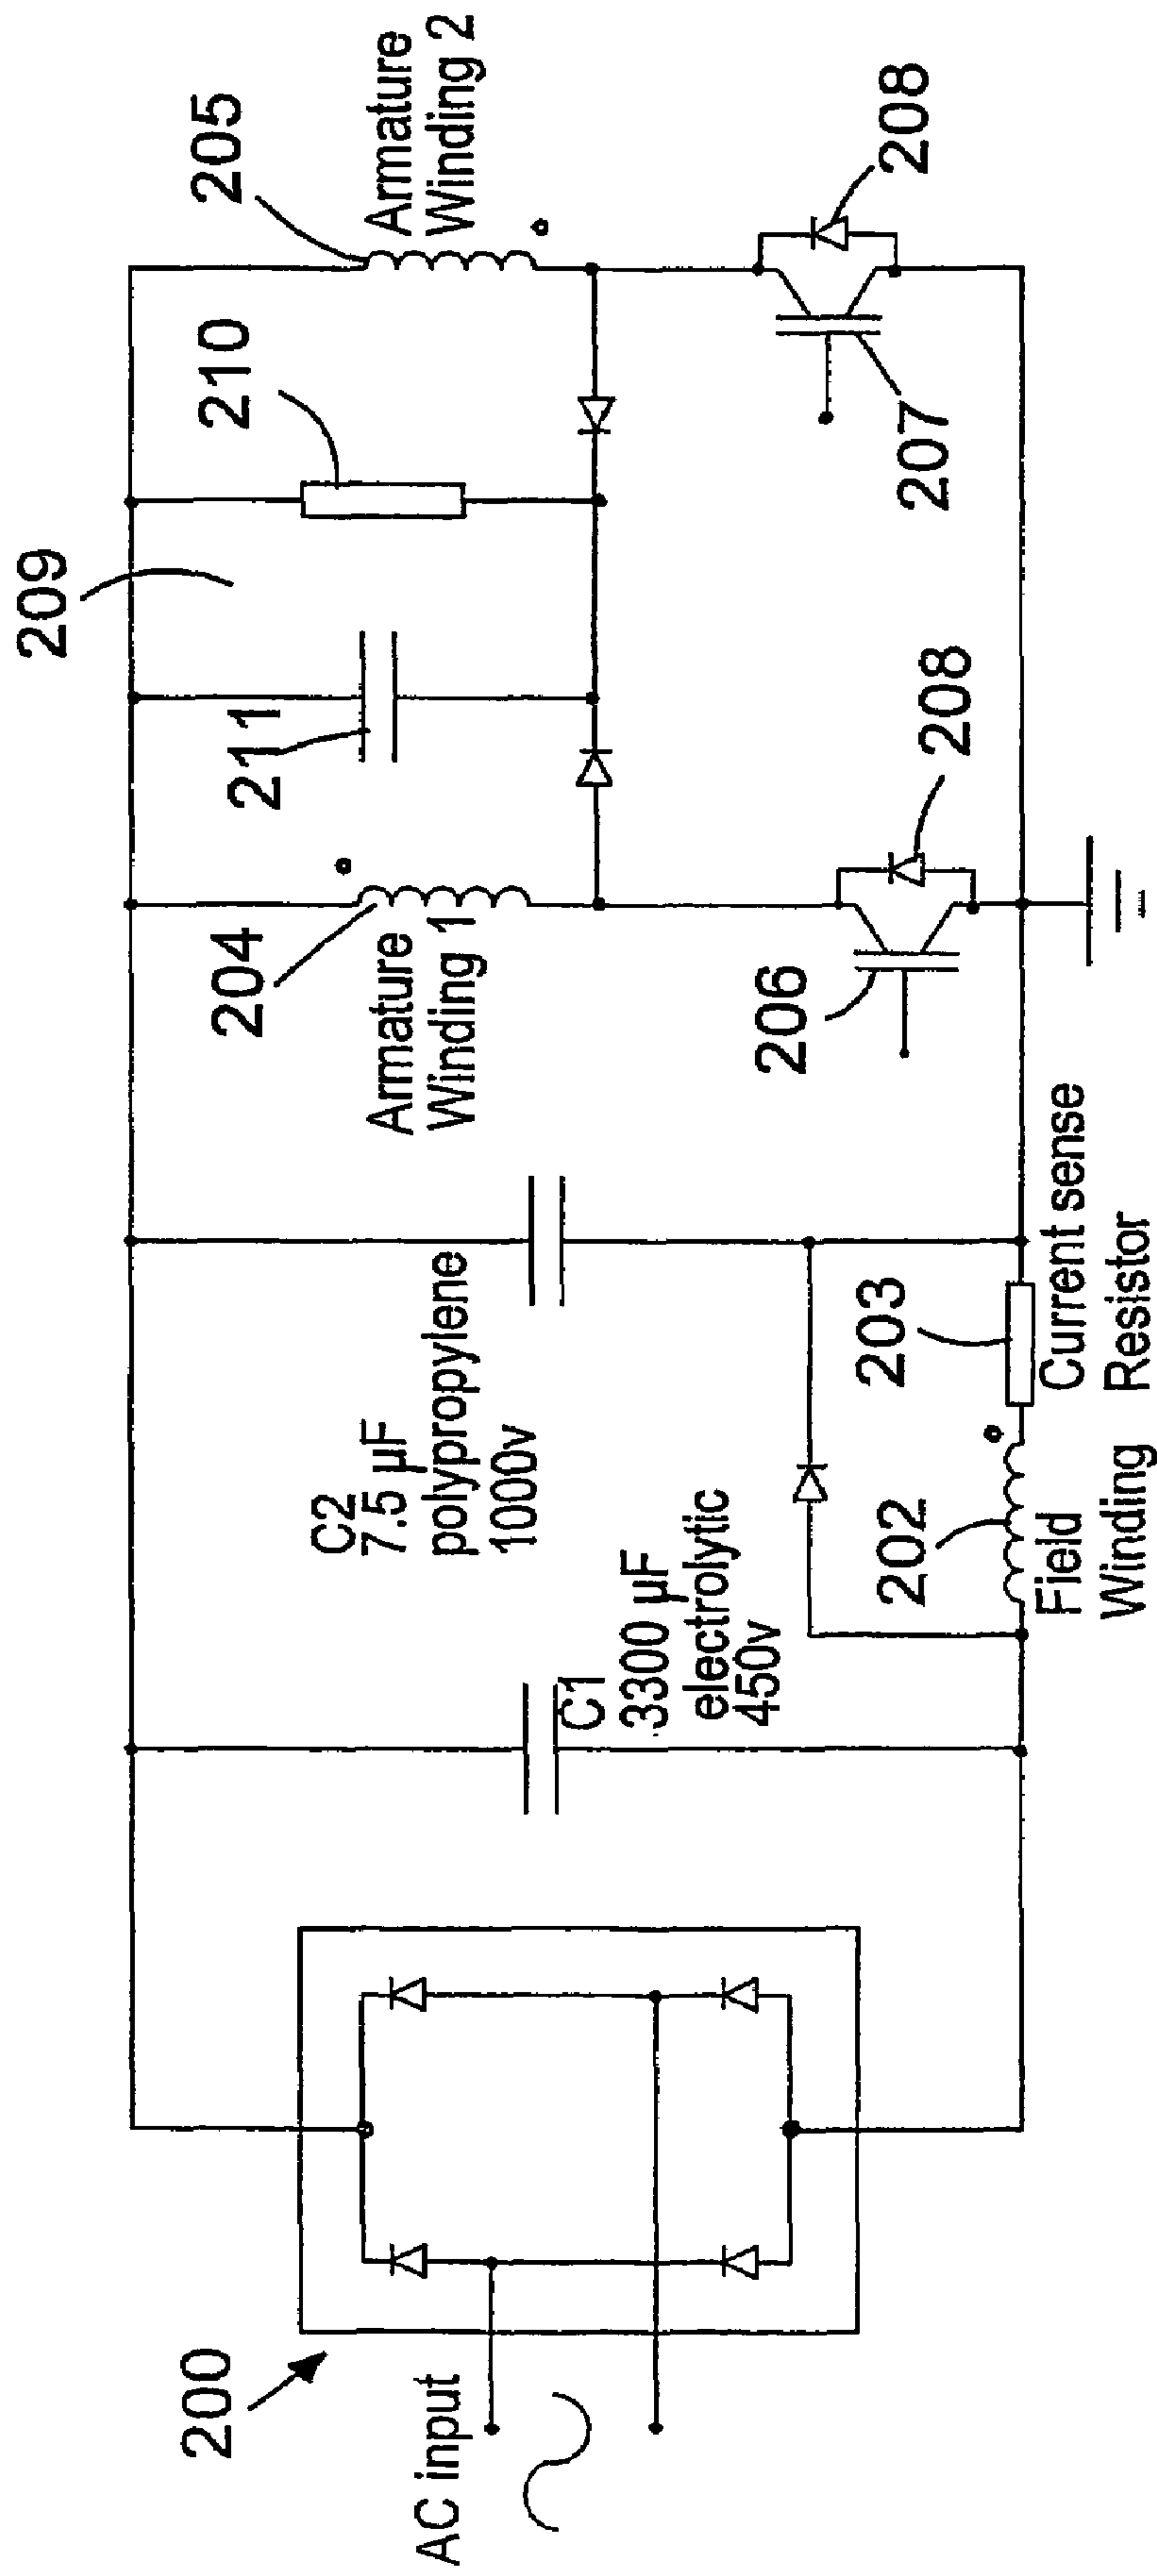 200
AC input
C1
3300 µF
electrolytic
450v
C2
7.5 µF
polypropylene
1000v
202
Field
Winding
203
Current sense
Resistor
204
Armature
Winding 1
206
208
211
209
210
205
Armature
Winding 2
207
208